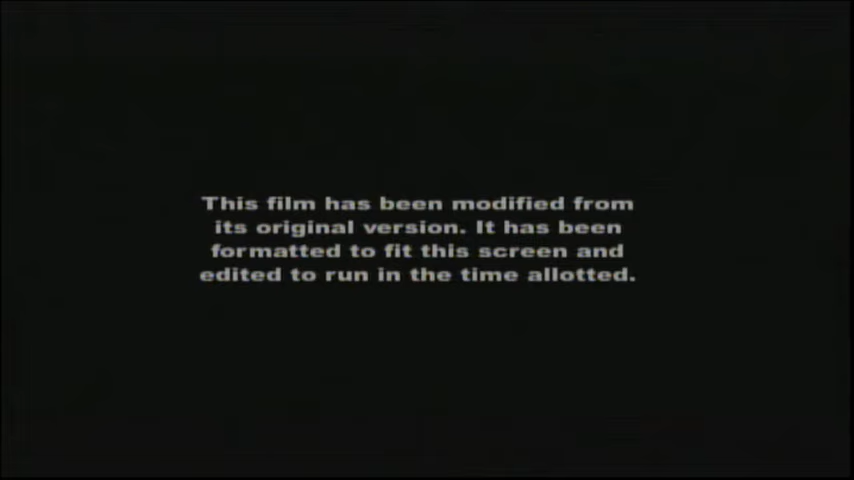 This film has been modified from
its original version. It has been
formatted to fit this screen and
edited to run in the time allotted.